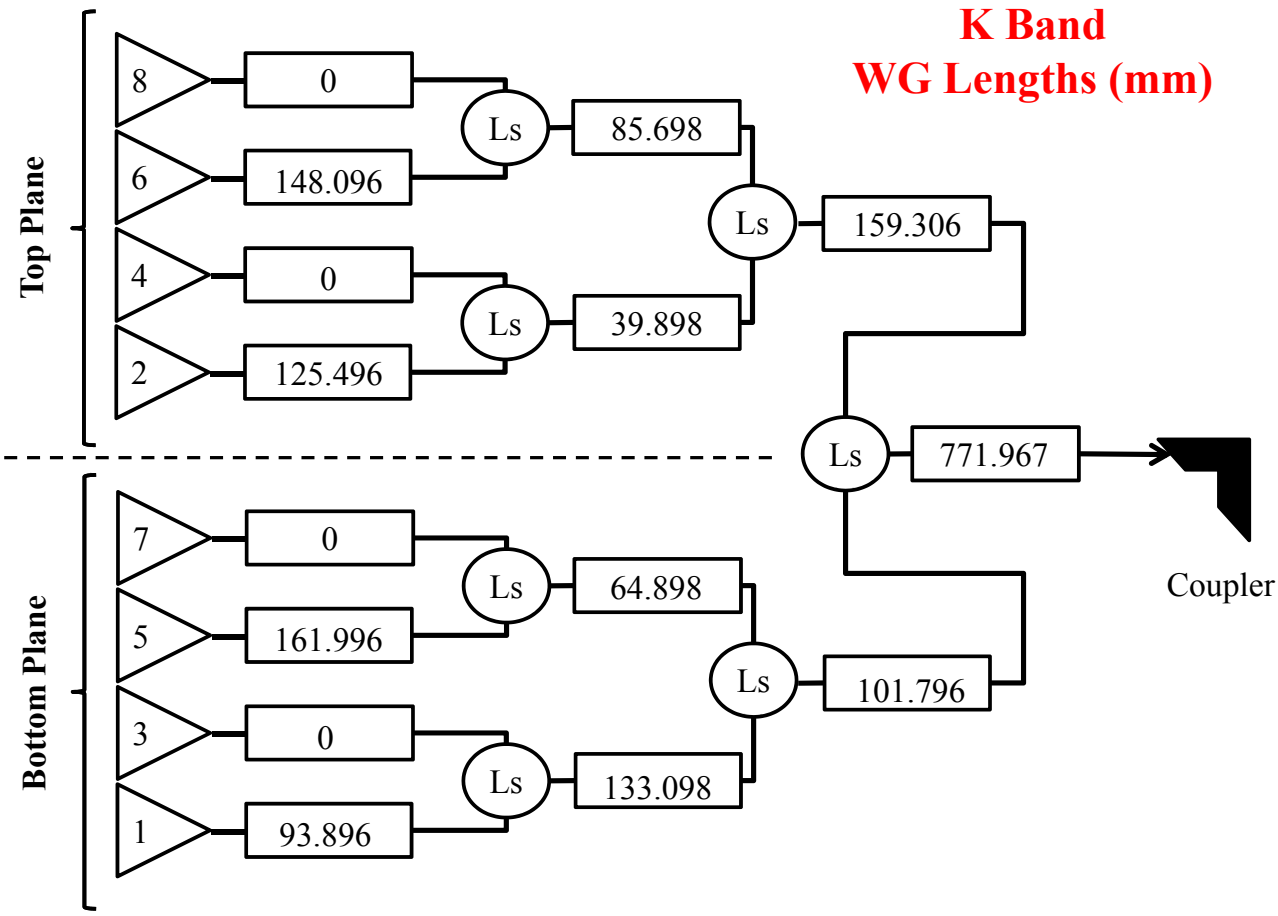 K Band
WG Lengths (mm)
Top Plane
8
0
6
148.096
Ls
85.698
4
0
2
125.496
Ls
39.898
Ls
159.306
Ls
771.967
Coupler
Bottom Plane
7
0
5
161.996
Ls
64.898
3
0
1
93.896
Ls
133.098
Ls
101.796